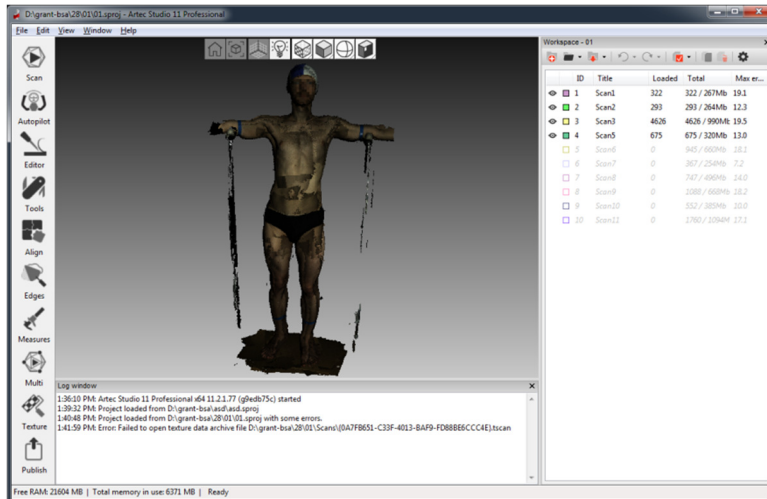 D:\grant-bsa\28\01\01.sproj - Artec Studio 11 Professional
File Edit View Window Help
Scan
Autopilot
Editor
Tools
Align
Edges
Measures
Multi
Texture
Publish
Workspace - 01
ID Title Loaded Total Max er...
1 Scan1 322 322 / 267Mb 19.1
2 Scan2 293 293 / 264Mb 12.3
3 Scan3 4626 4626 / 990Mb 19.5
4 Scan5 675 675 / 320Mb 13.0
5 Scan6 0 945 / 660Mb 18.1
6 Scan7 0 367 / 254Mb 7.2
7 Scan8 0 747 / 496Mb 14.0
8 Scan9 0 1088 / 668Mb 18.2
9 Scan10 0 552 / 385Mb 10.0
10 Scan11 0 1760 / 1094M 17.1
Log window
1:36:10 PM: Artec Studio 11 Professional x64 11.2.1.77 (g9edb75c) started
1:39:32 PM: Project loaded from D:\grant-bsa\asd\asd.sproj
1:40:48 PM: Project loaded from D:\grant-bsa\28\01\01.sproj with some errors.
1:41:59 PM: Error: Failed to open texture data archive file D:\grant-bsa\28\01\Scans\{0A7FB651-C33F-4013-BAF9-FD88BE6CCC4E}.tscan
Free RAM: 21604 MB | Total memory in use: 6371 MB | Ready